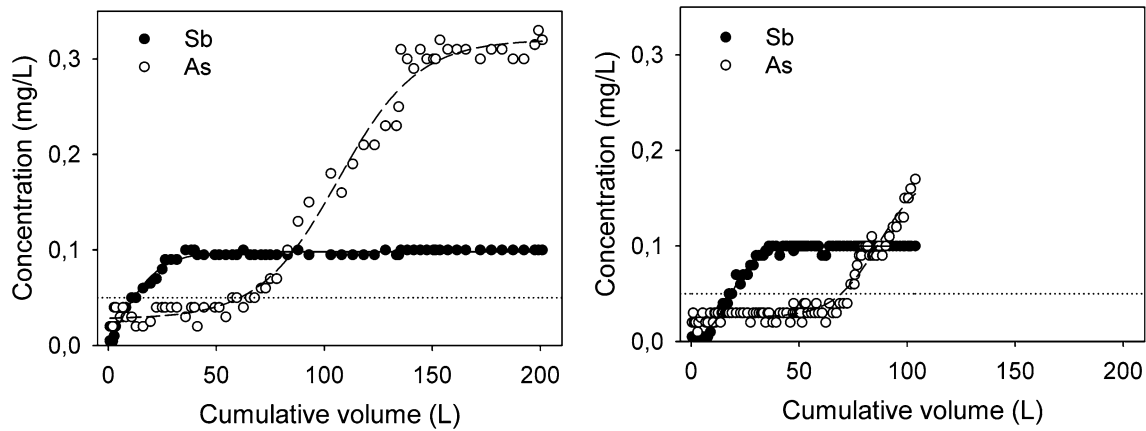 Sb
As
0,3
0,2
0,1
0,0
Concentration (mg/L)
0 50 100 150 200
Cumulative volume (L)
Sb
As
0,3
0,2
0,1
0,0
Concentration (mg/L)
0 50 100 150 200
Cumulative volume (L)